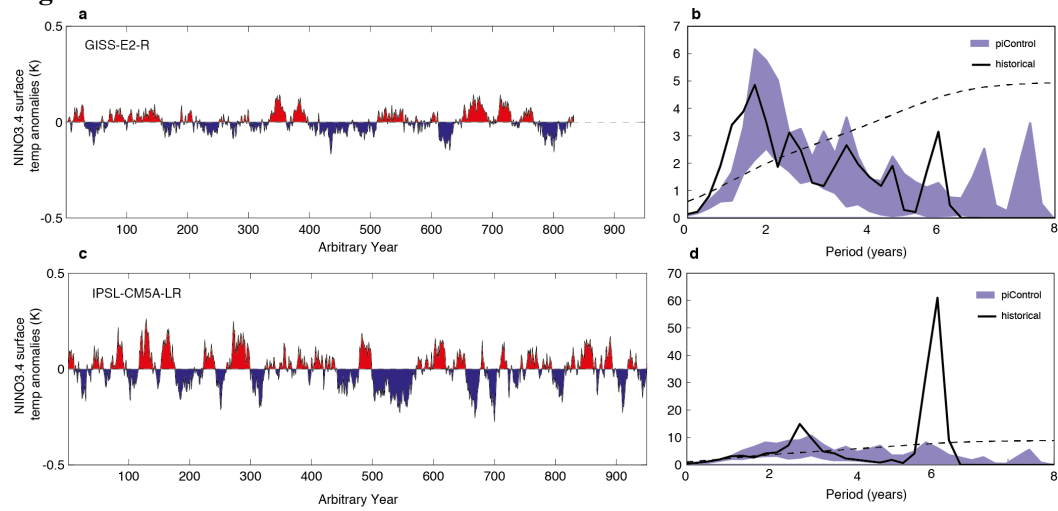 a
0.5
GISS-E2-R
NINO3.4 surface
temp anomalies (K)
0
-0.5
100 200 300 400 500 600 700 800 900
Arbitrary Year
b
7
6
5
4
3
2
1
0
piControl
historical
0 2 4 6 8
Period (years)
c
0.5
IPSL-CM5A-LR
NINO3.4 surface
temp anomalies (K)
0
-0.5
100 200 300 400 500 600 700 800 900
Arbitrary Year
d
70
60
50
40
30
20
10
0
piControl
historical
0 2 4 6 8
Period (years)